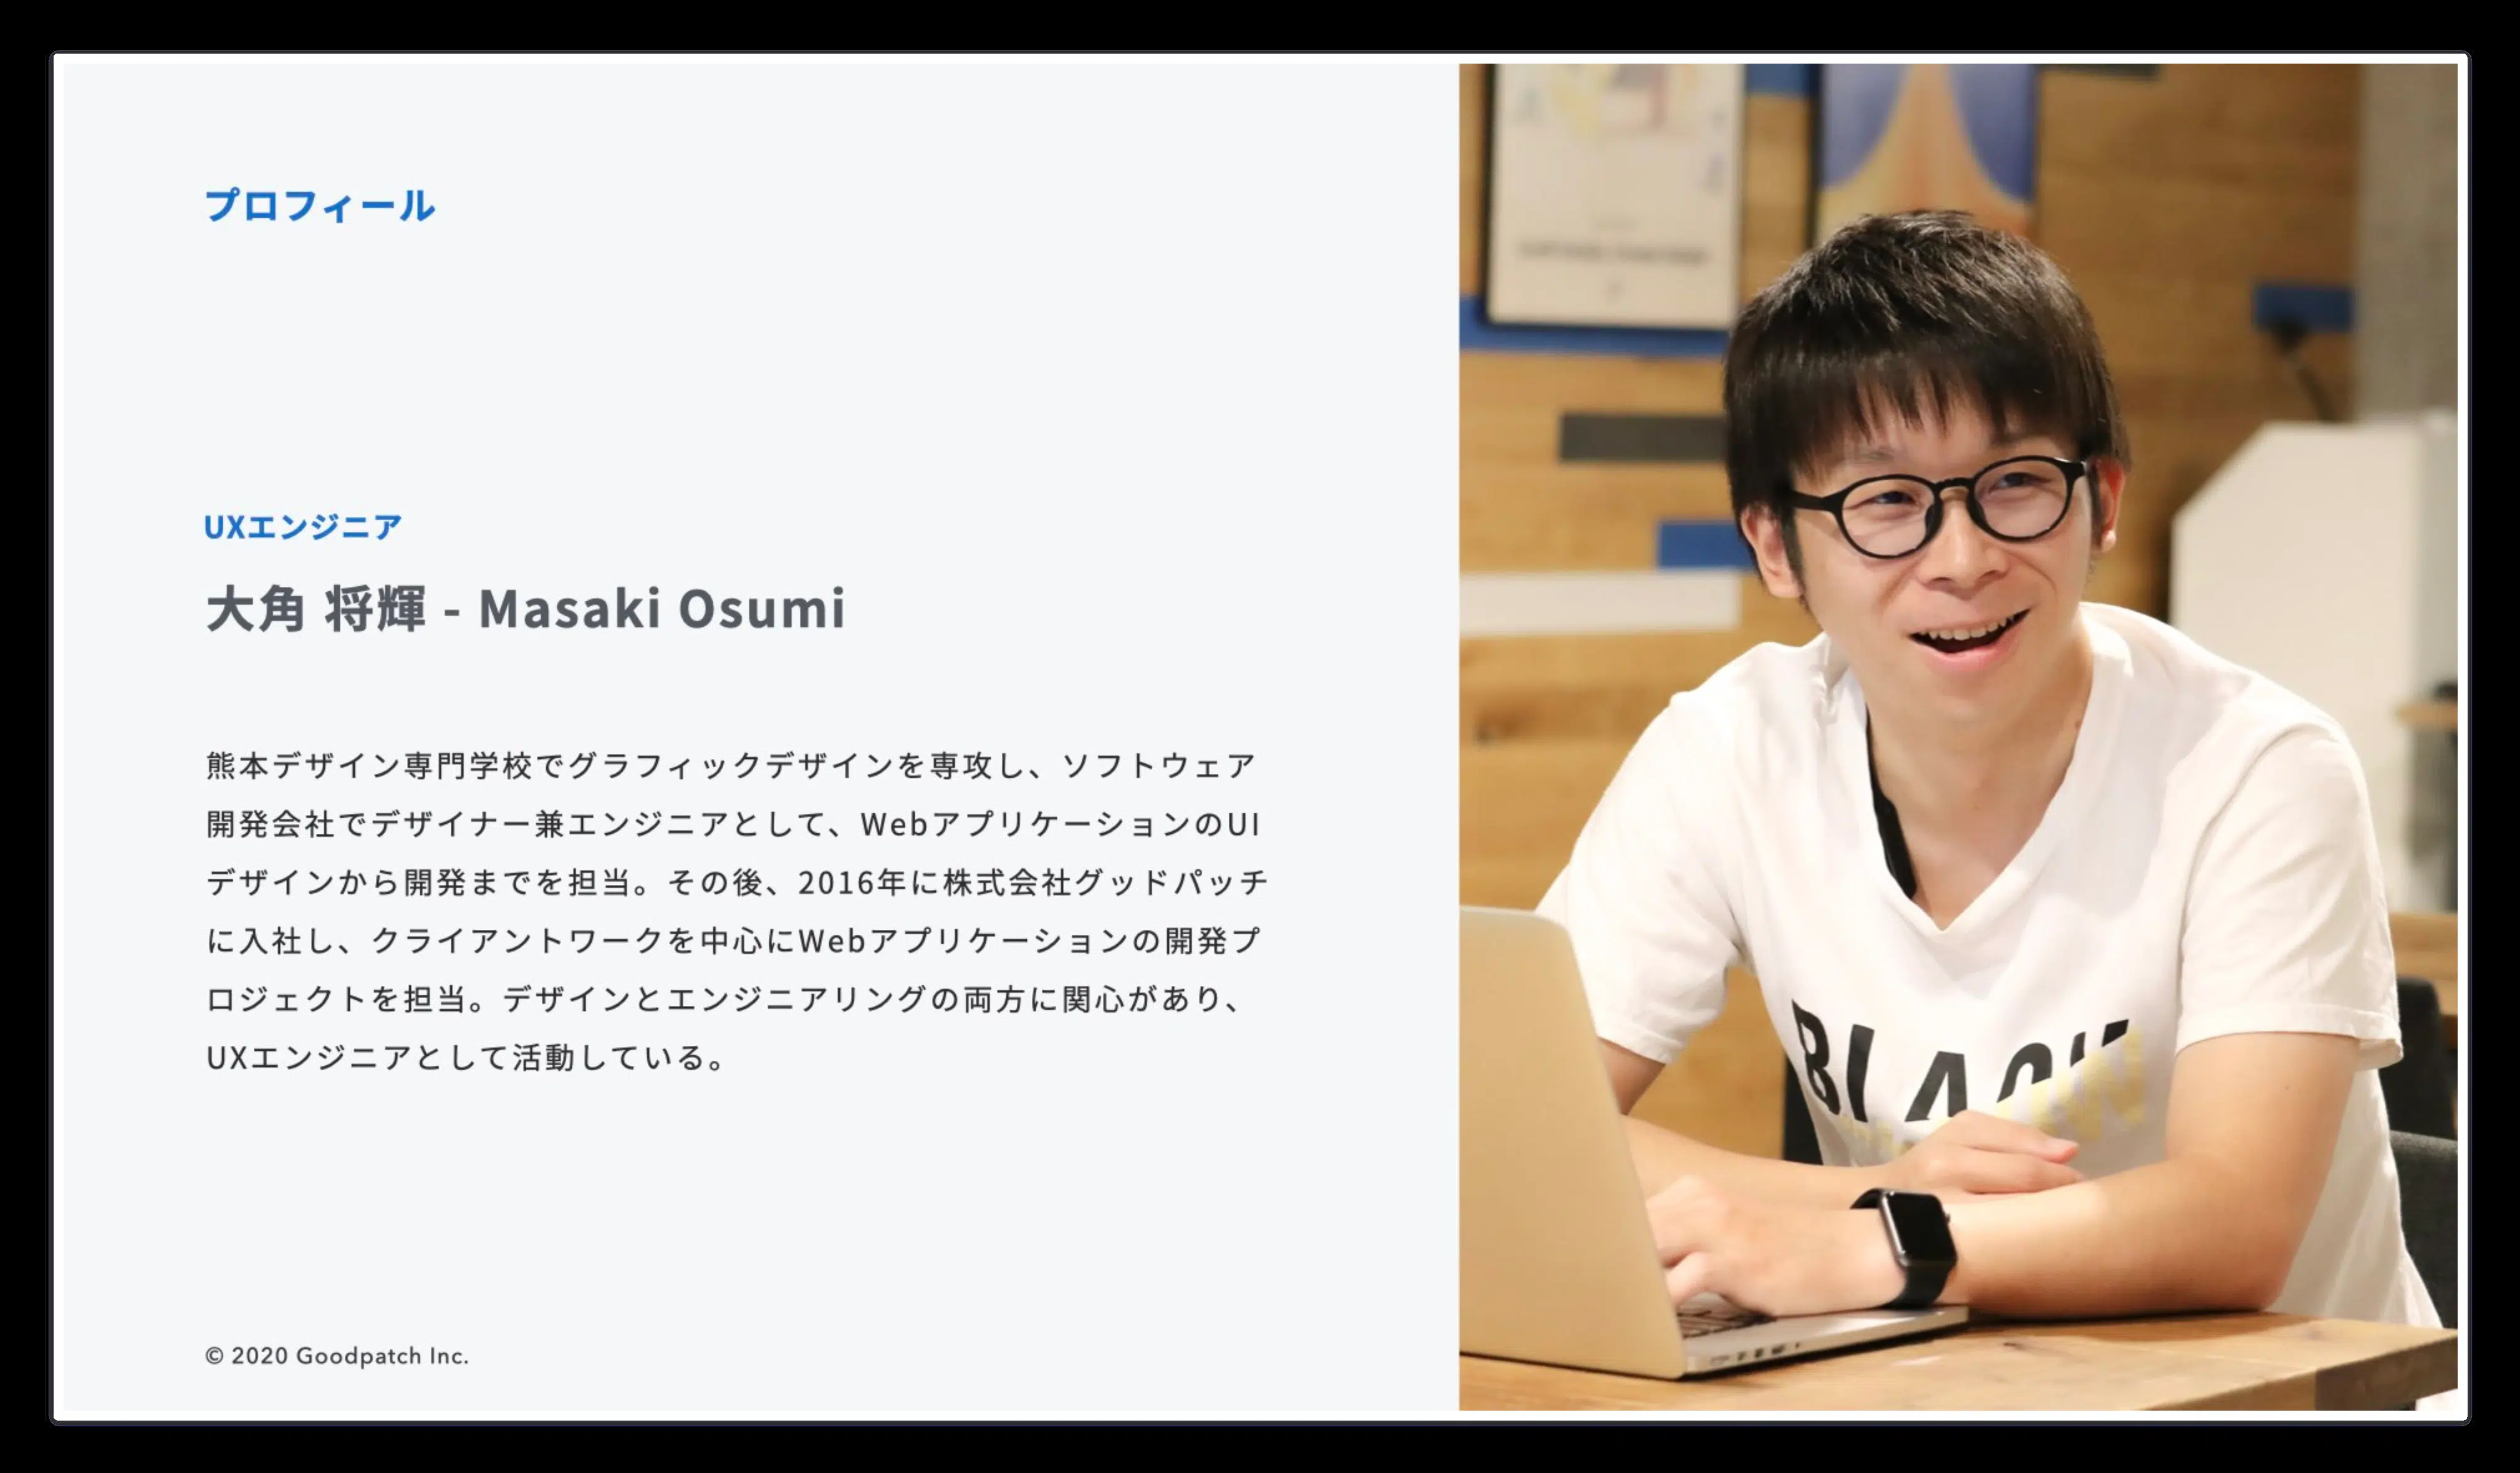 プロフィール
UXエンジニア
大角 将輝 - Masaki Osumi
熊本デザイン専門学校でグラフィックデザインを専攻し、ソフトウェア
開発会社でデザイナー兼エンジニアとして、WebアプリケーションのUI
デザインから開発までを担当。その後、2016年に株式会社グッドパッチ
に入社し、クライアントワークを中心にWebアプリケーションの開発プ
ロジェクトを担当。デザインとエンジニアリングの両方に関心があり、
UXエンジニアとして活動している。
© 2020 Goodpatch Inc.
BLACK